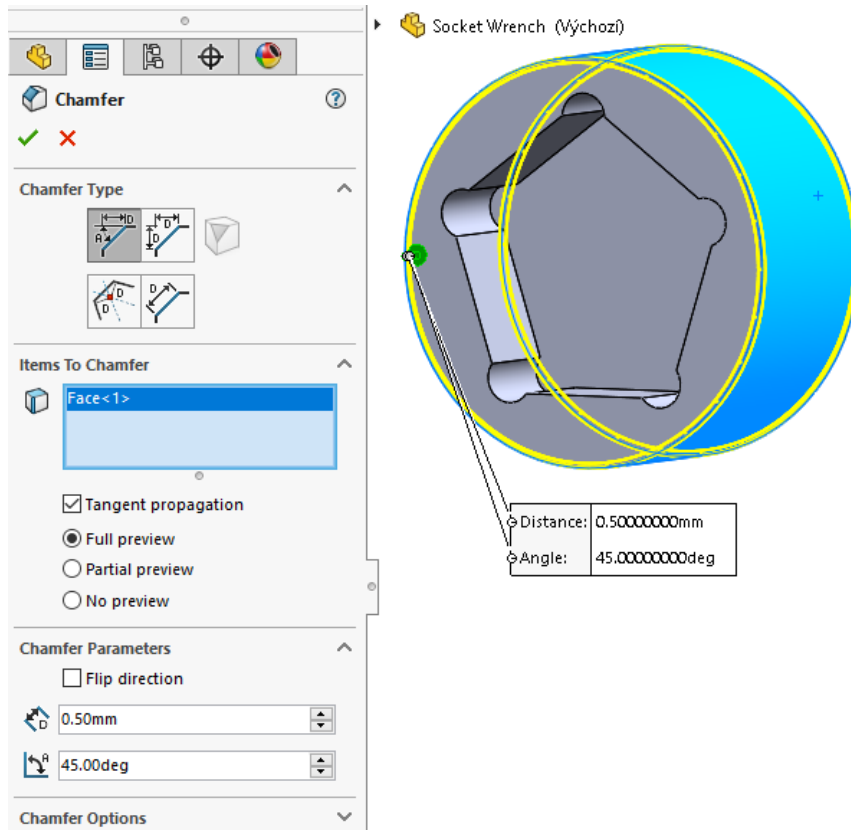 Socket Wrench (Výchozí)
Chamfer
Chamfer Type
Items To Chamfer
Face<1>
Tangent propagation
Full preview
Partial preview
No preview
Distance: 0.50000000mm
Angle: 45.00000000deg
Chamfer Parameters
Flip direction
D 0.50mm
A 45.00deg
Chamfer Options